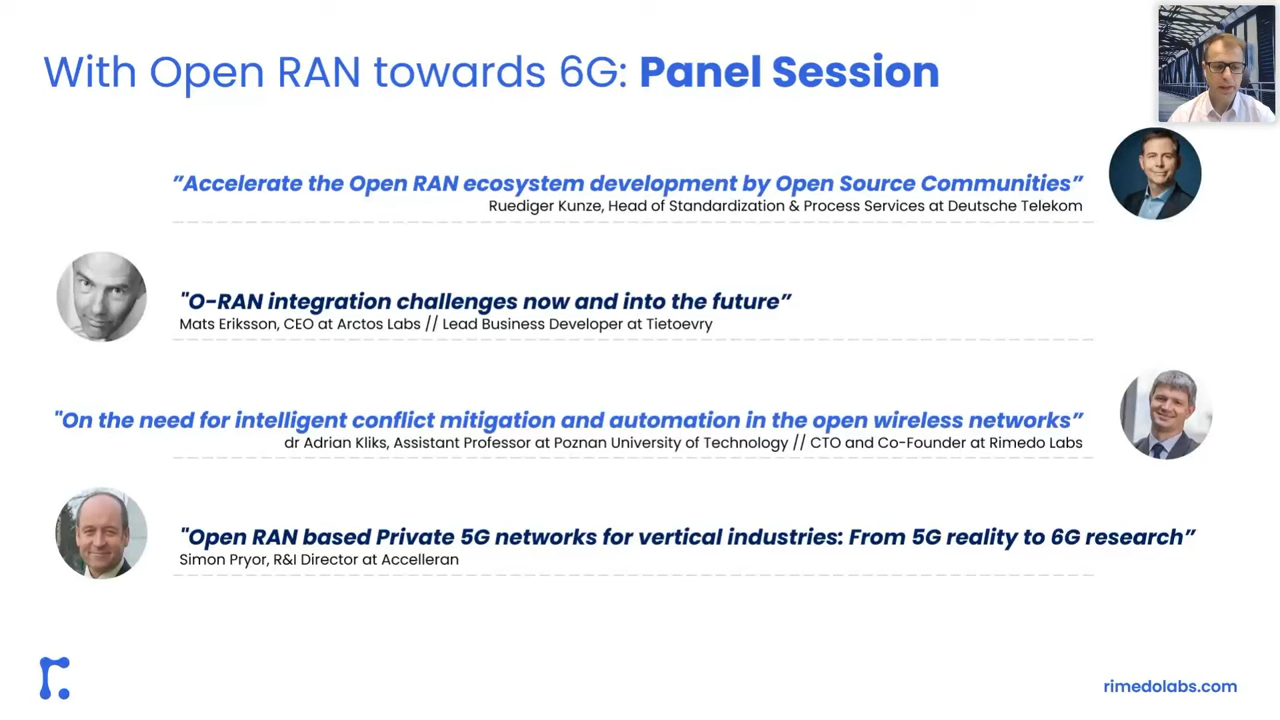 With Open RAN towards 6G: Panel Session
”Accelerate the Open RAN ecosystem development by Open Source Communities”
Ruediger Kunze, Head of Standardization & Process Services at Deutsche Telekom
"O-RAN integration challenges now and into the future”
Mats Eriksson, CEO at Arctos Labs // Lead Business Developer at Tietoevry
"On the need for intelligent conflict mitigation and automation in the open wireless networks”
dr Adrian Kliks, Assistant Professor at Poznan University of Technology // CTO and Co-Founder at Rimedo Labs
"Open RAN based Private 5G networks for vertical industries: From 5G reality to 6G research”
Simon Pryor, R&I Director at Accelleran
rimedolabs.com